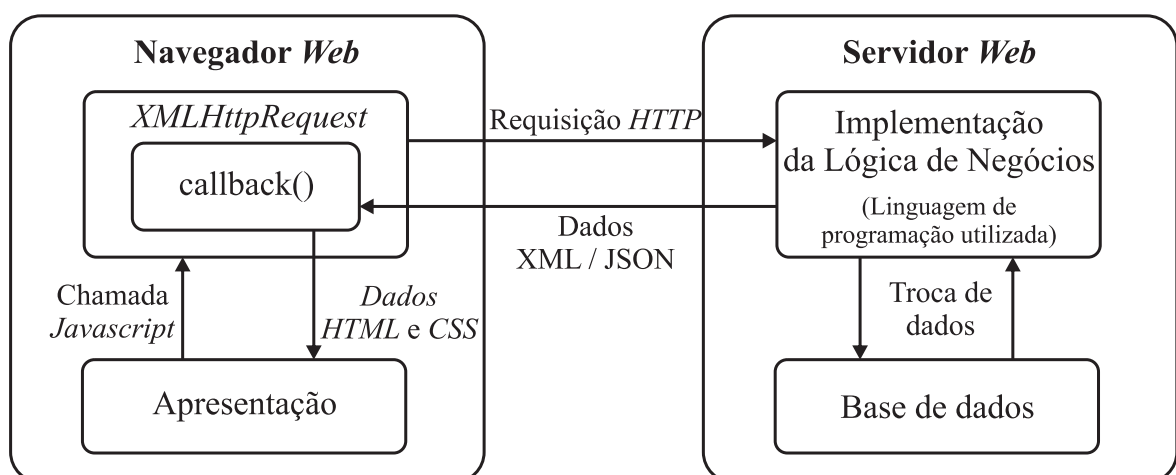 Navegador Web
XMLHttpRequest
callback()
Chamada
Javascript
Dados
HTML e CSS
Apresentação
Requisição HTTP
Dados
XML / JSON
Servidor Web
Implementação
da Lógica de Negócios
(Linguagem de
programação utilizada)
Troca de
dados
Base de dados